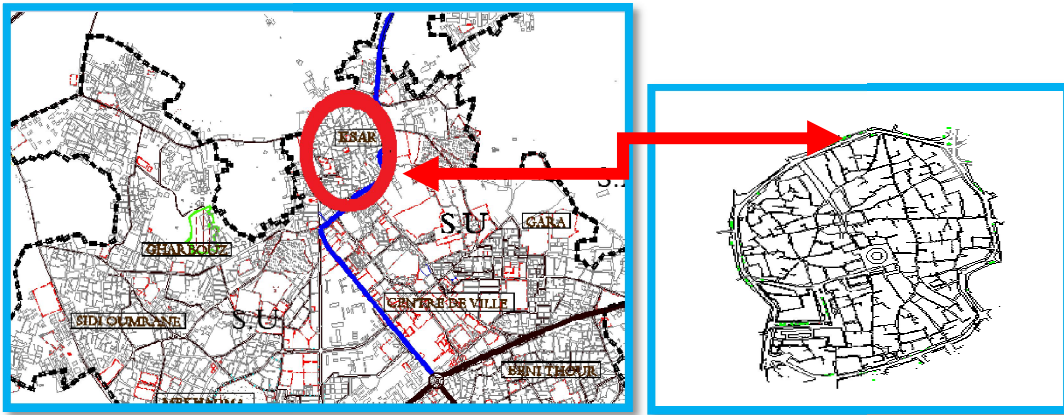 KSAR
S.U
GARA
GHARBOUZ
CENTRE DE VILLE
SIDI OUMRANE
S.U
BENI THOUR